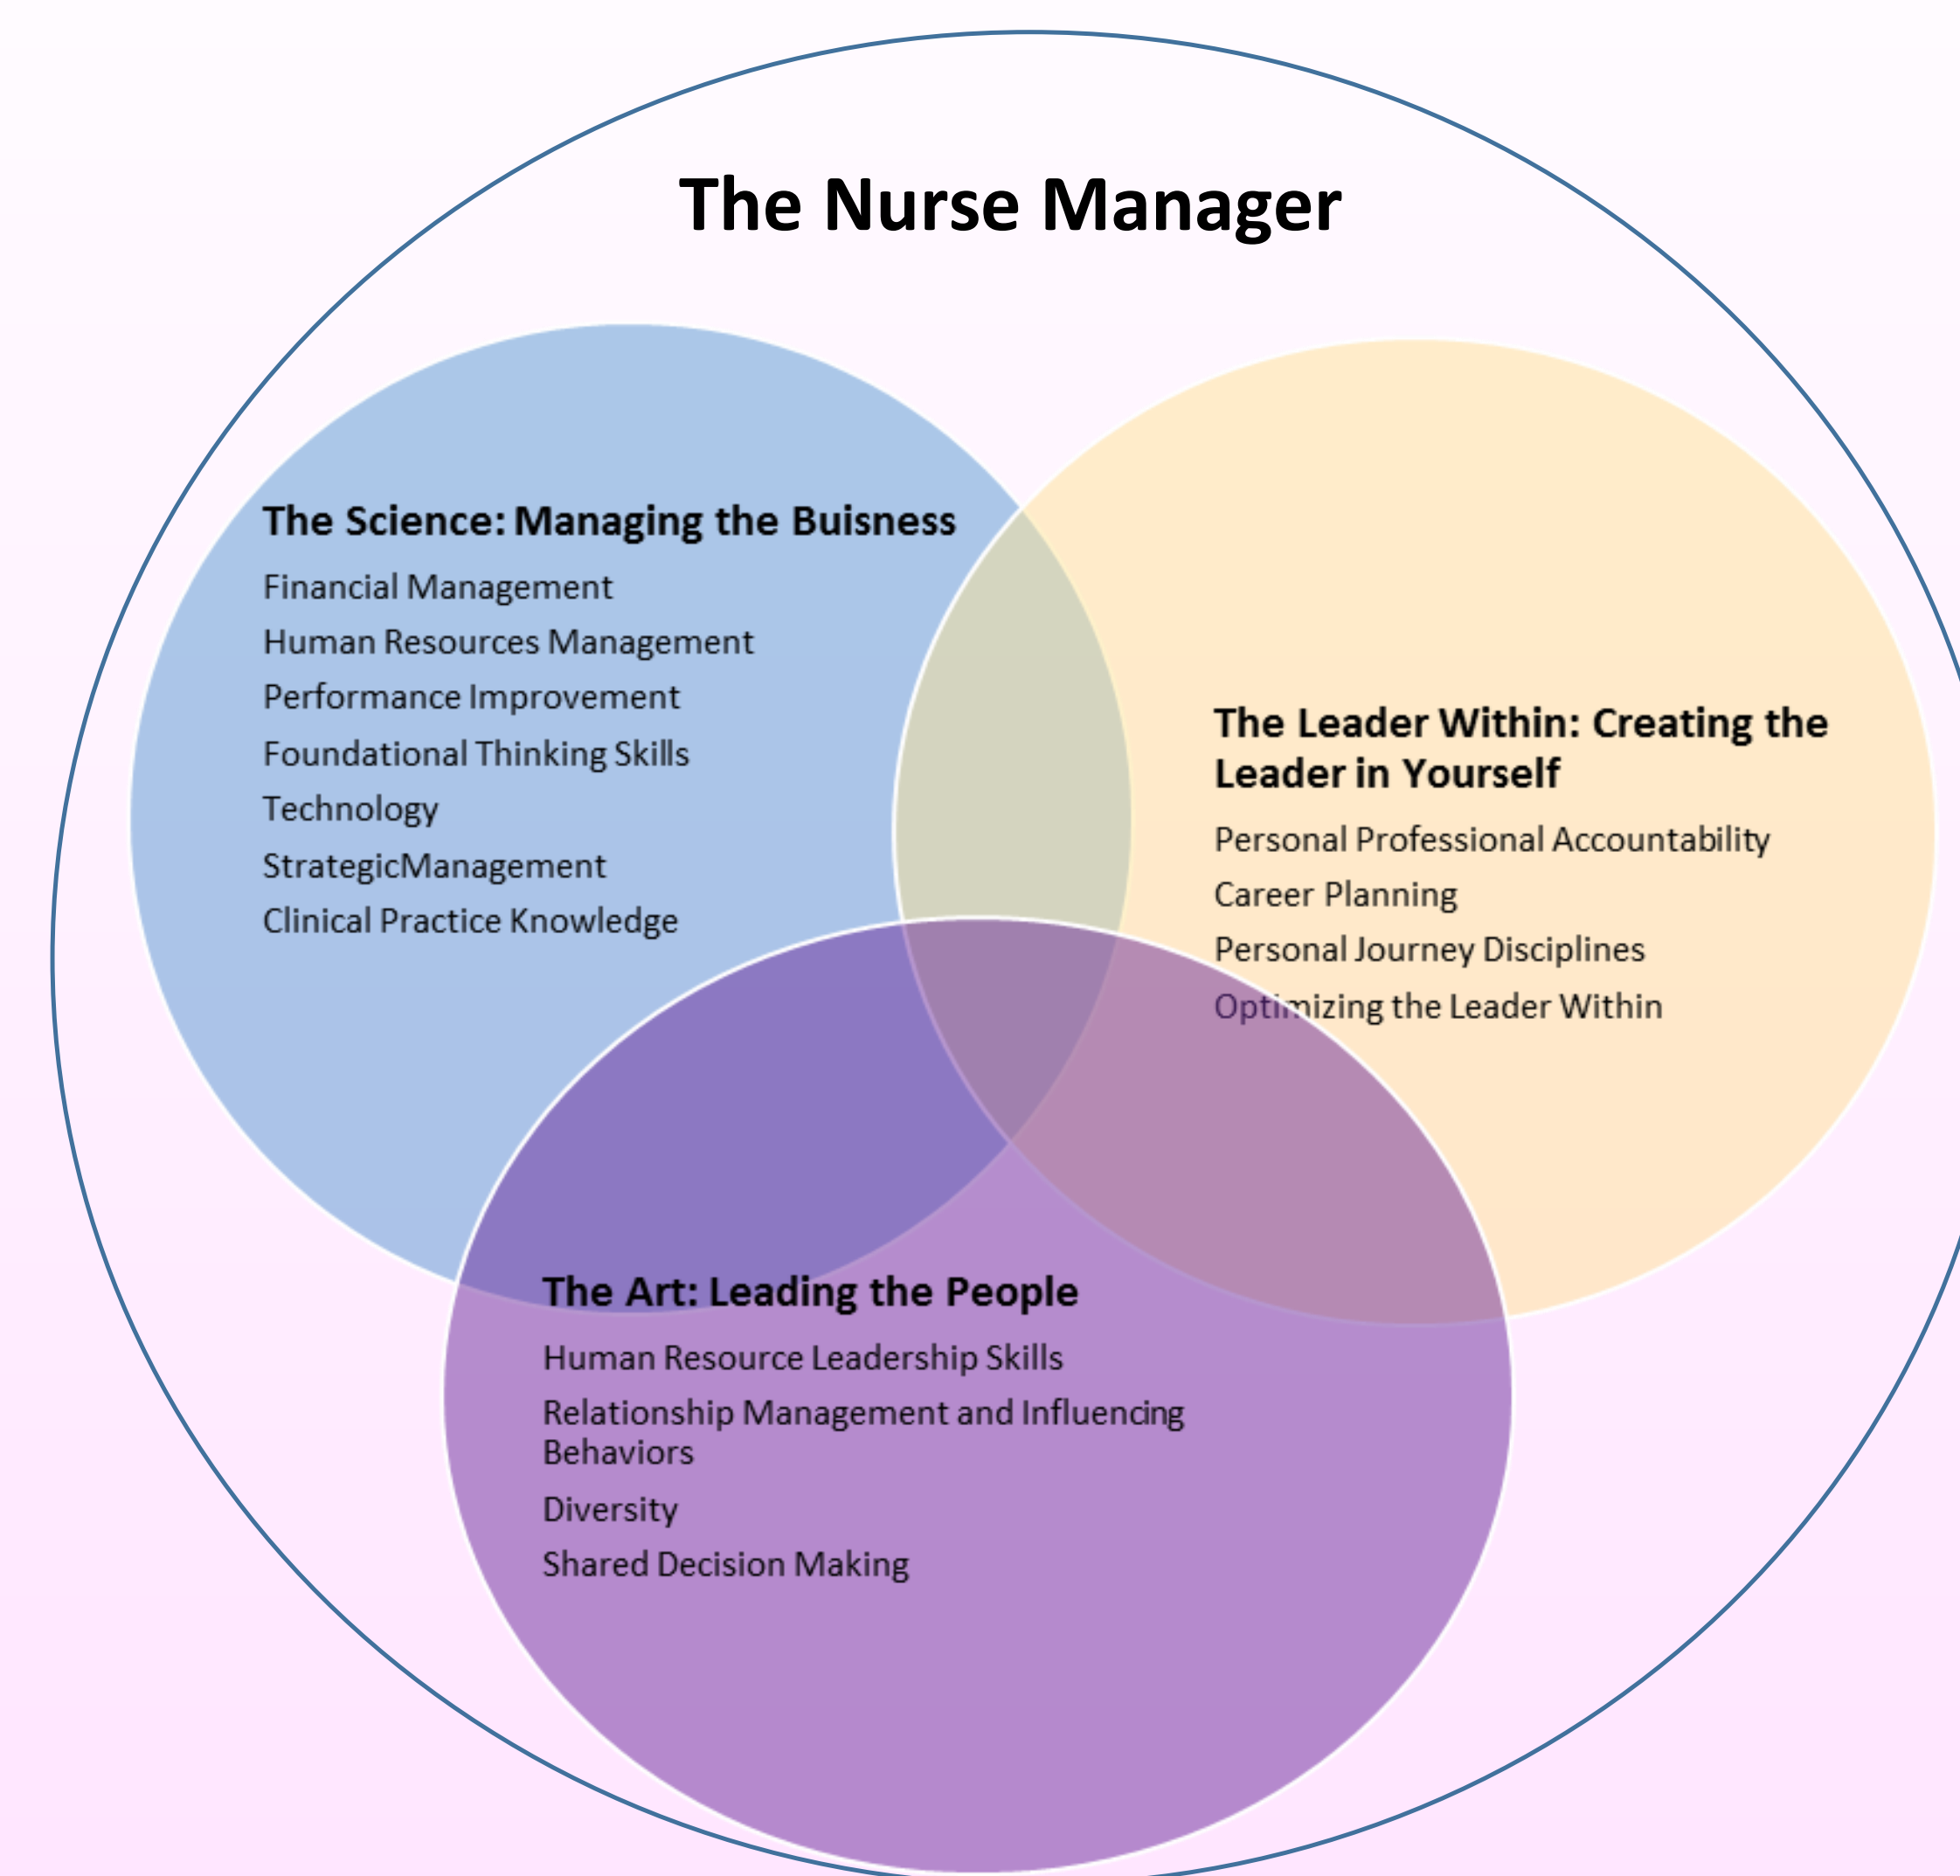 The Nurse Manager
The Science: Managing the Buisness
Financial Management
Human Resources Management
Performance Improvement
Foundational Thinking Skills
Technology
StrategicManagement
Clinical Practice Knowledge
The Leader Within: Creating the
Leader in Yourself
Personal Professional Accountability
Career Planning
Personal Journey Disciplines
Optimizing the Leader Within
The Art: Leading the People
Human Resource Leadership Skills
Relationship Management and Influencing
Behaviors
Diversity
Shared Decision Making